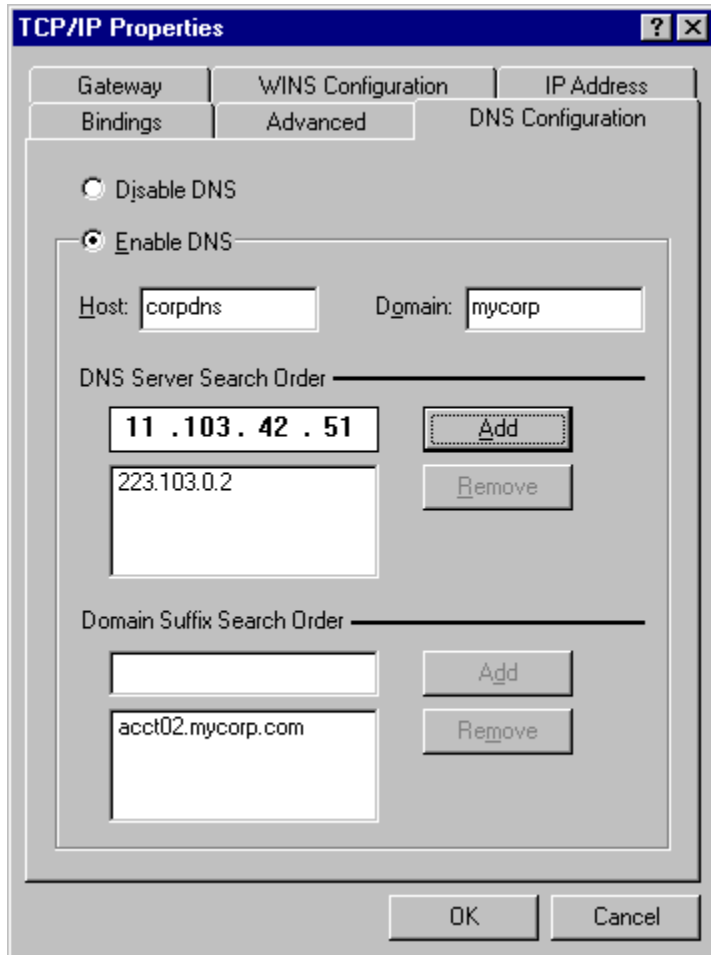 TCP/IP Properties
Gateway WINS Configuration IP Address
Bindings Advanced DNS Configuration
Disable DNS
Enable DNS
Host: corpdns Domain: mycorp
DNS Server Search Order
11 .103 . 42 . 51 Add
223.103.0.2 Remove
Domain Suffix Search Order
Add
acct02.mycorp.com Remove
OK Cancel